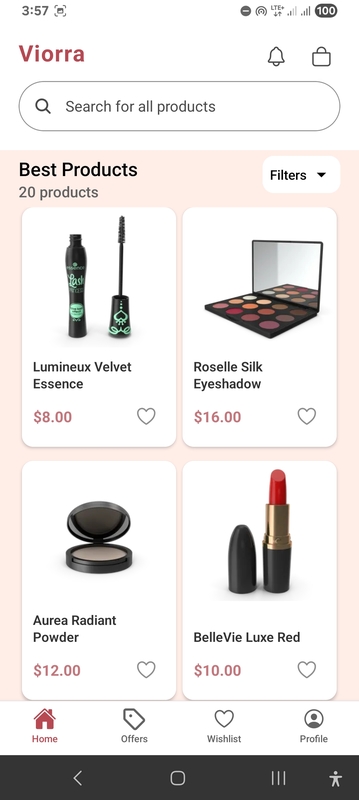 3:57
LTE+
100
Viorra
Search for all products
Best Products
20 products
Filters
essence
Lash
Lumineux Velvet
Essence
$8.00
Roselle Silk
Eyeshadow
$16.00
Aurea Radiant
Powder
$12.00
BelleVie Luxe Red
$10.00
Home
Offers
Wishlist
Profile